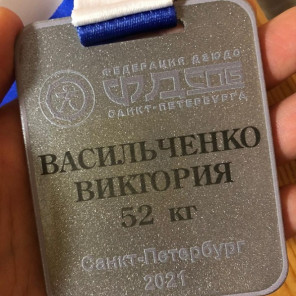 ФЕДЕРАЦИЯ ДЗЮДО
САНКТ-ПЕТЕРБУРГА
ВАСИЛЬЧЕНКО
ВИКТОРИЯ
52 кг
Санкт-Петербург
2021